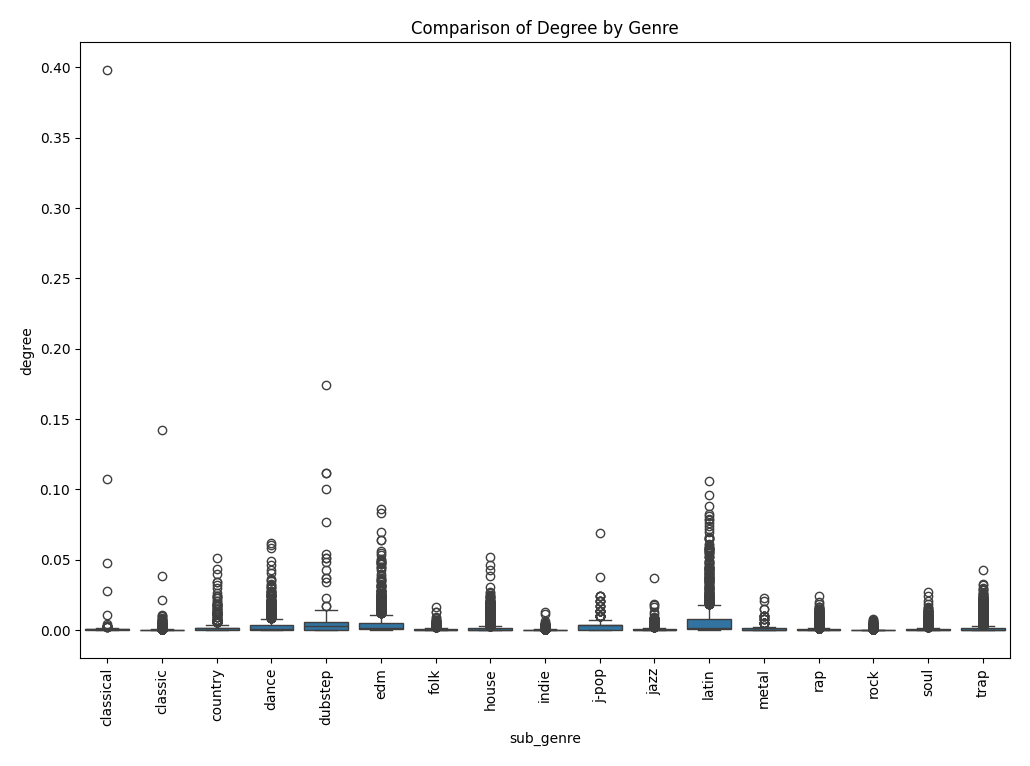 Comparison of Degree by Genre
degree
0.40
0.35
0.30
0.25
0.20
0.15
0.10
0.05
0.00
classical
classic
country
dance
dubstep
edm
folk
house
indie
j-pop
jazz
latin
metal
rap
rock
soul
trap
sub_genre